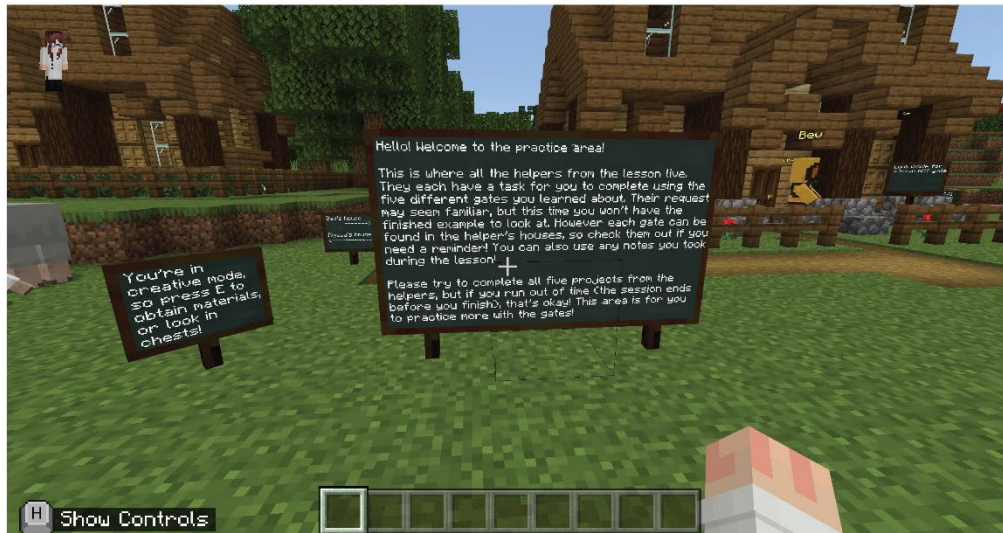 Bev
Hello! Welcome to the practice area!
This is where all the helpers from the lesson live.
They each have a task for you to complete using the
five different gates you learned about. Their request
may seem familiar, but this time you won't have the
finished example to look at. However each gate can be
found in the helper's houses, so check them out if you
need a reminder! You can also use any notes you took
during the lesson!
Please try to complete all five projects from the
helpers, but if you run out of time (the session ends
before you finish), that's okay! This area is for you
to practice more with the gates!
Bev's house
You're in
creative mode,
so press E to
obtain materials,
or look in
chests!
H
Show Controls